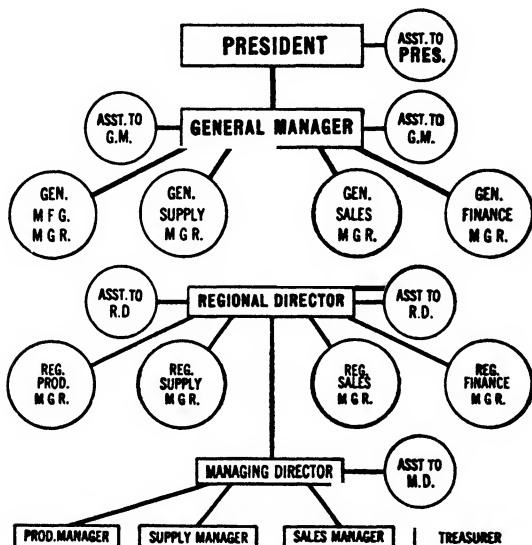 PRESIDENT
ASST. TO
PRES.
ASST. TO
G.M.
GENERAL MANAGER
ASST. TO
G.M.
GEN.
M F G.
M G R.
GEN.
SUPPLY
M G R.
GEN.
SALES
M G R.
GEN.
FINANCE
M G R.
ASST. TO
R.D
REGIONAL DIRECTOR
ASST TO
R.D.
REG.
PROD.
M G R.
REG.
SUPPLY
M G R.
REG.
SALES
M G R.
REG.
FINANCE
M G R.
MANAGING DIRECTOR
ASST TO
M.D.
PROD.MANAGER
SUPPLY MANAGER
SALES MANAGER
TREASURER